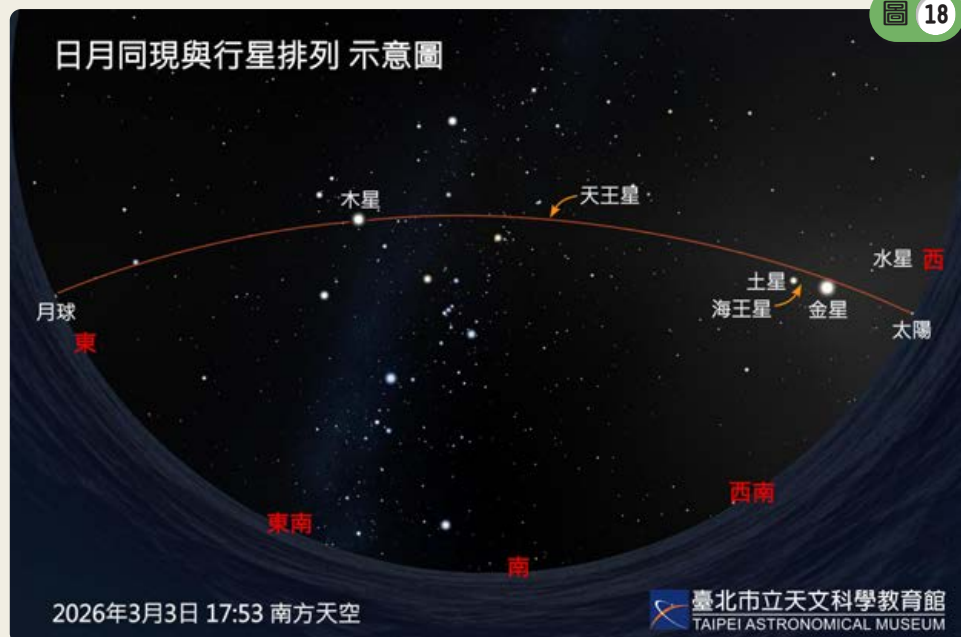 圖 18
日月同現與行星排列 示意圖
木星
天王星
水星 西
土星
海王星 金星
月球
太陽
東
西南
東南
南
2026年3月3日 17:53 南方天空
臺北市立天文科學教育館
TAIPEI ASTRONOMICAL MUSEUM